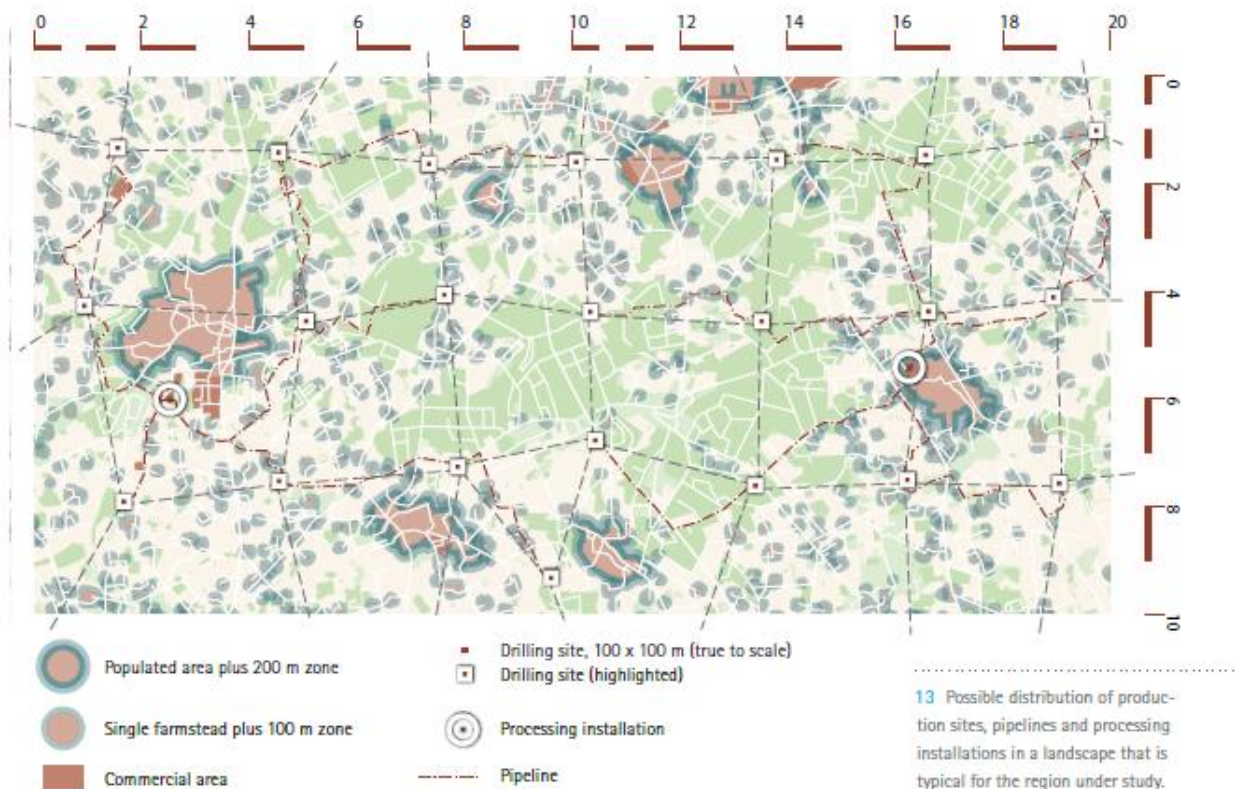 0 2 4 6 8 10 12 14 16 18 20
0
2
4
6
8
10
Populated area plus 200 m zone
Single farmstead plus 100 m zone
Commercial area
Drilling site, 100 x 100 m (true to scale)
Drilling site (highlighted)
Processing installation
Pipeline
13 Possible distribution of produc-
tion sites, pipelines and processing
installations in a landscape that is
typical for the region under study.